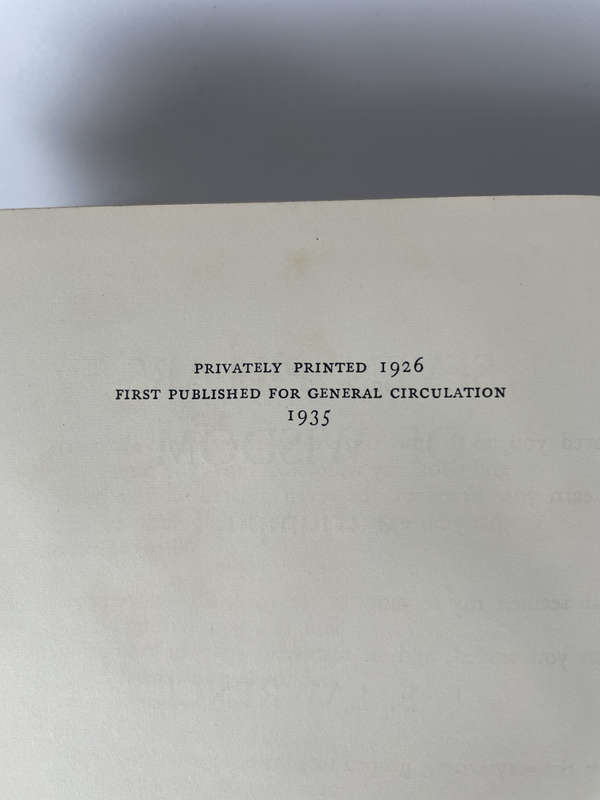 PRIVATELY PRINTED 1926
FIRST PUBLISHED FOR GENERAL CIRCULATION
1935